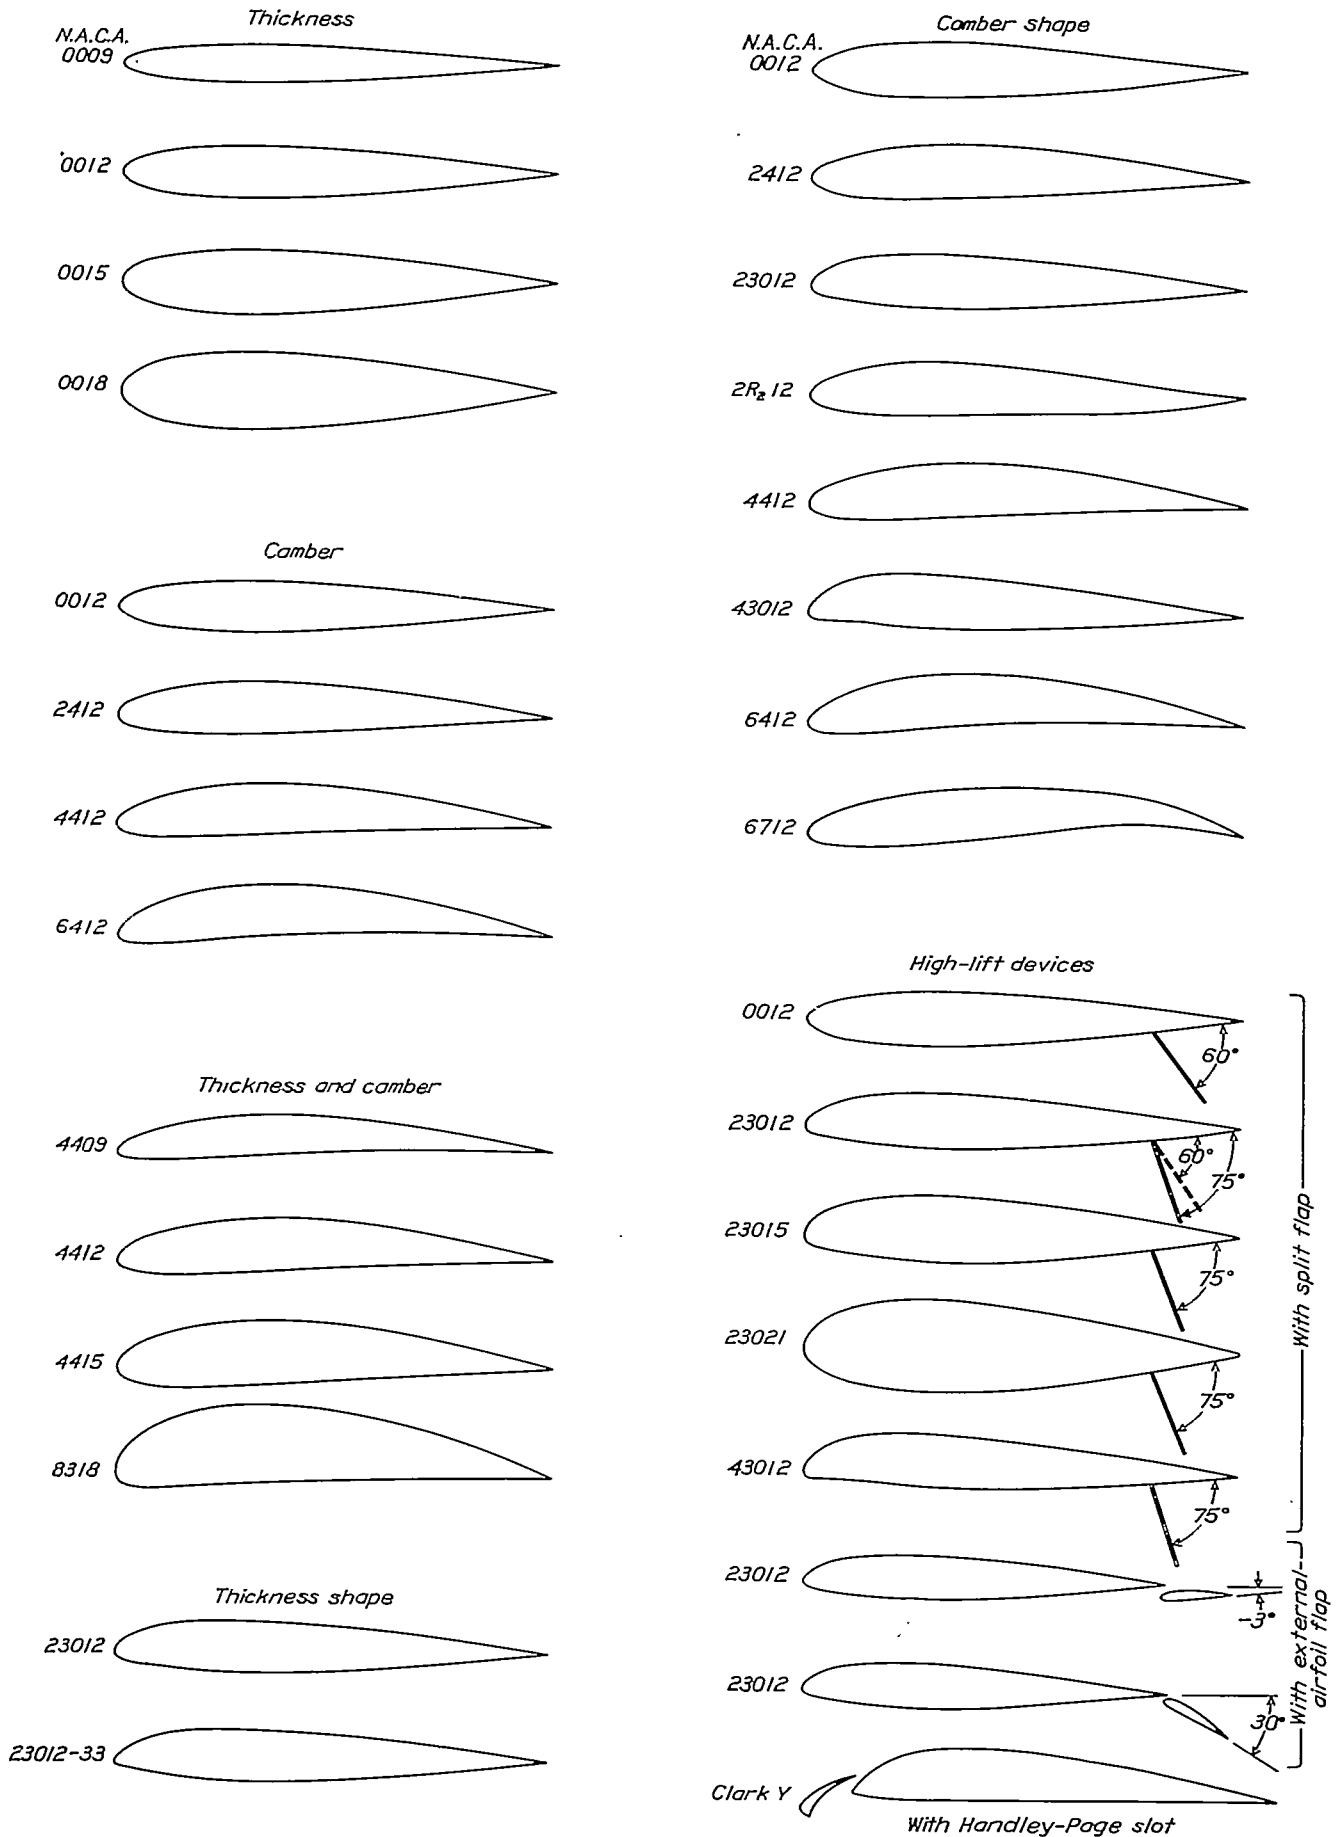 Thickness
N.A.C.A.
0009
0012
0015
0018
Camber
0012
2412
4412
6412
Thickness and camber
4409
4412
4415
8318
Thickness shape
23012
23012-33
Camber shape
N.A.C.A.
0012
2412
23012
2R₂12
4412
43012
6412
6712
High-lift devices
0012
60°
23012
60°
75°
23015
75°
23021
75°
43012
75°
With split flap
23012
-3°
23012
30°
With external
airfoil flap
Clark Y
With Handley-Page slot